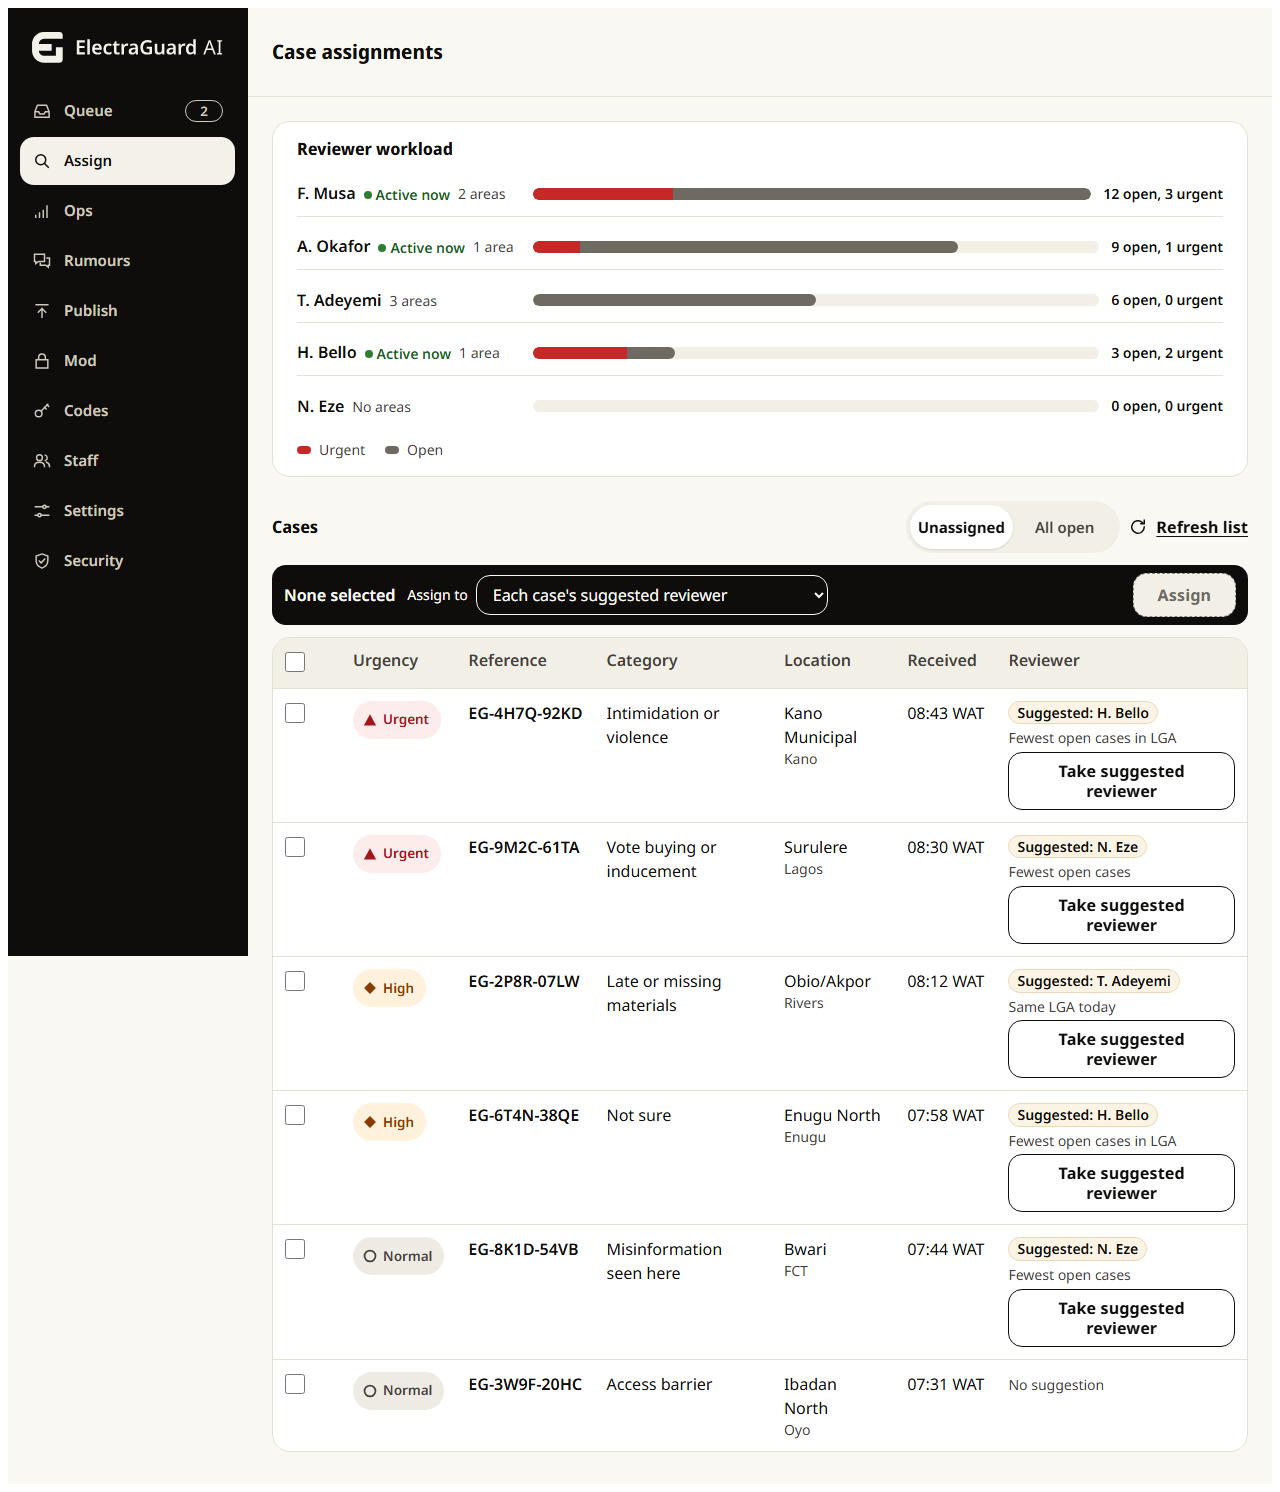 ElectraGuard AI
Queue 2
Assign
Ops
Rumours
Publish
Mod
Codes
Staff
Settings
Security
Case assignments
Reviewer workload
F. Musa Active now 2 areas 12 open, 3 urgent
A. Okafor Active now 1 area 9 open, 1 urgent
T. Adeyemi 3 areas 6 open, 0 urgent
H. Bello Active now 1 area 3 open, 2 urgent
N. Eze No areas 0 open, 0 urgent
Urgent Open
Cases Unassigned All open Refresh list
None selected Assign to Each case's suggested reviewer Assign
Urgency Reference Category Location Received Reviewer
Urgent EG-4H7Q-92KD Intimidation or Kano 08:43 WAT Suggested: H. Bello
violence Municipal Fewest open cases in LGA
Kano
Take suggested
reviewer
Urgent EG-9M2C-61TA Vote buying or Surulere 08:30 WAT Suggested: N. Eze
inducement Lagos Fewest open cases
Take suggested
reviewer
High EG-2P8R-07LW Late or missing Obio/Akpor 08:12 WAT Suggested: T. Adeyemi
materials Rivers Same LGA today
Take suggested
reviewer
High EG-6T4N-38QE Not sure Enugu North 07:58 WAT Suggested: H. Bello
Enugu Fewest open cases in LGA
Take suggested
reviewer
Normal EG-8K1D-54VB Misinformation Bwari 07:44 WAT Suggested: N. Eze
seen here FCT Fewest open cases
Take suggested
reviewer
Normal EG-3W9F-20HC Access barrier Ibadan 07:31 WAT No suggestion
North
Oyo